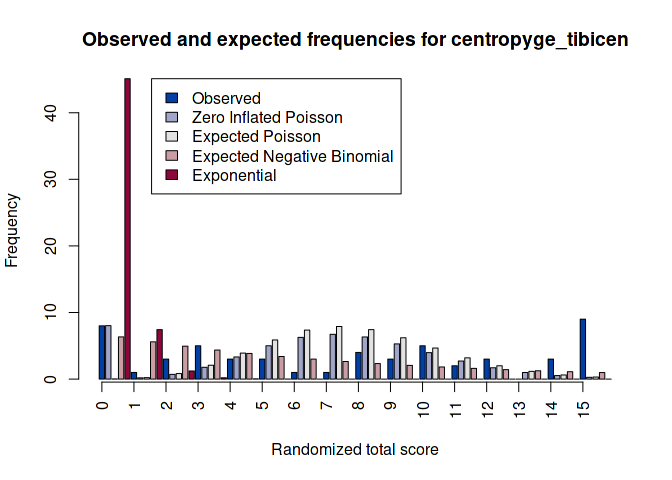 Observed and expected frequencies for centropyge_tibicen
Observed
Zero Inflated Poisson
Expected Poisson
Expected Negative Binomial
Exponential
Frequency
40
30
20
10
0
0 1 2 3 4 5 6 7 8 9 10 11 12 13 14 15
Randomized total score